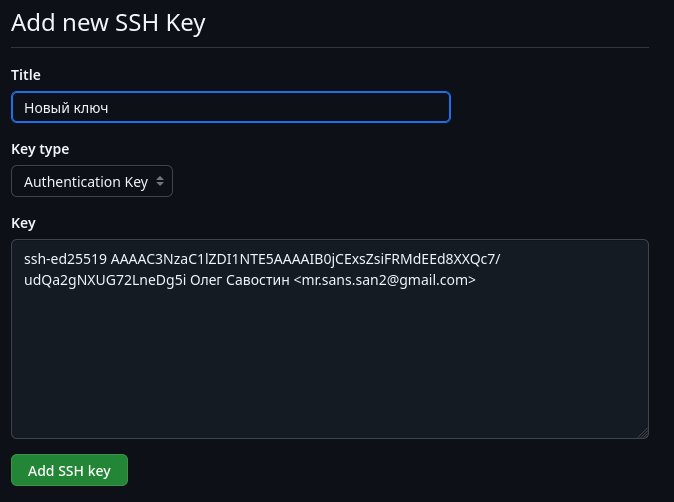 Add new SSH Key
Title
Новый ключ
Key type
Authentication Key
Key
ssh-ed25519 AAAAC3NzaC1lZDI1NTE5AAAAIB0jCExsZsiFRMdEEd8XXQc7/
udQa2gNXUG72LneDg5i Олег Савостин <mr.sans.san2@gmail.com>
Add SSH key